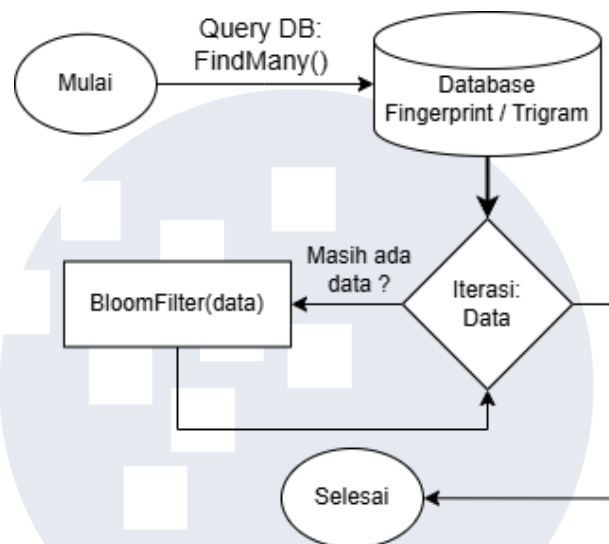 Query DB:
FindMany()
Mulai
Database
Fingerprint / Trigram
Masih ada
data ?
BloomFilter(data)
Iterasi:
Data
Selesai